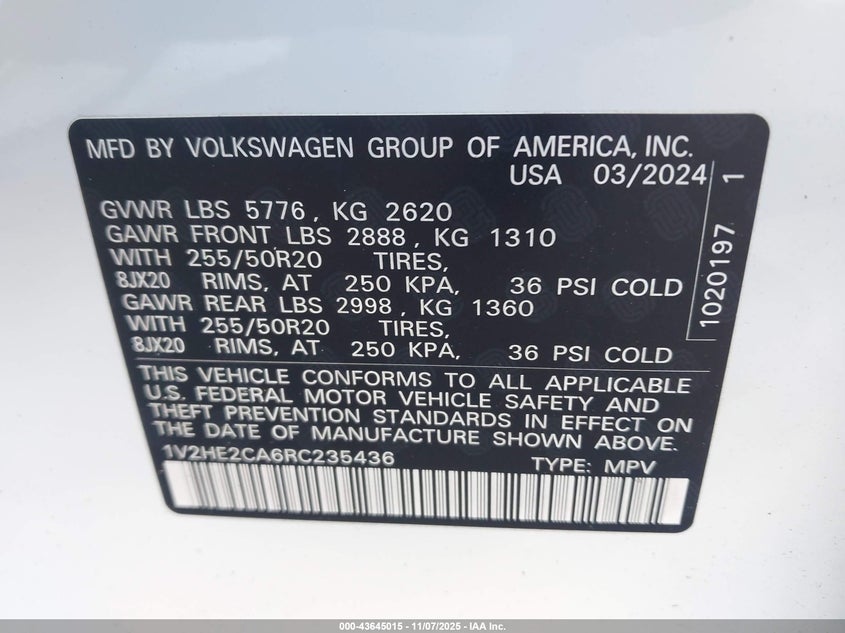 MFD BY VOLKSWAGEN GROUP OF AMERICA, INC.
USA 03/2024
GVWR LBS 5776, KG 2620
GAWR FRONT LBS 2888, KG 1310
WITH 255/50R20 TIRES,
8JX20 RIMS, AT 250 KPA, 36 PSI COLD
GAWR REAR LBS 2998, KG 1360
WITH 255/50R20 TIRES,
8JX20 RIMS, AT 250 KPA, 36 PSI COLD
1020197 1
THIS VEHICLE CONFORMS TO ALL APPLICABLE
U.S. FEDERAL MOTOR VEHICLE SAFETY AND
THEFT PREVENTION STANDARDS IN EFFECT ON
THE DATE OF MANUFACTURE SHOWN ABOVE.
1V2HE2CA6RC235436 TYPE: MPV
000-43645015 - 11/07/2025 - IAA Inc.